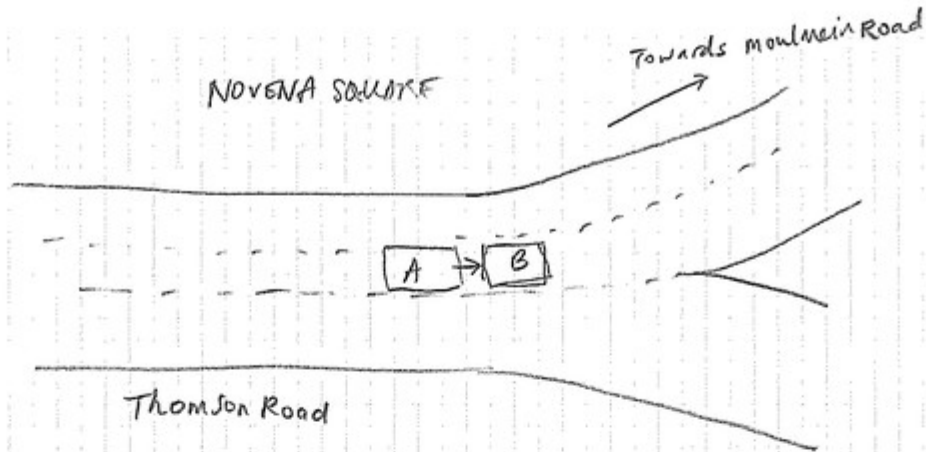 Towards moulmein Road
NOVENA SQUARE
A
B
Thomson Road